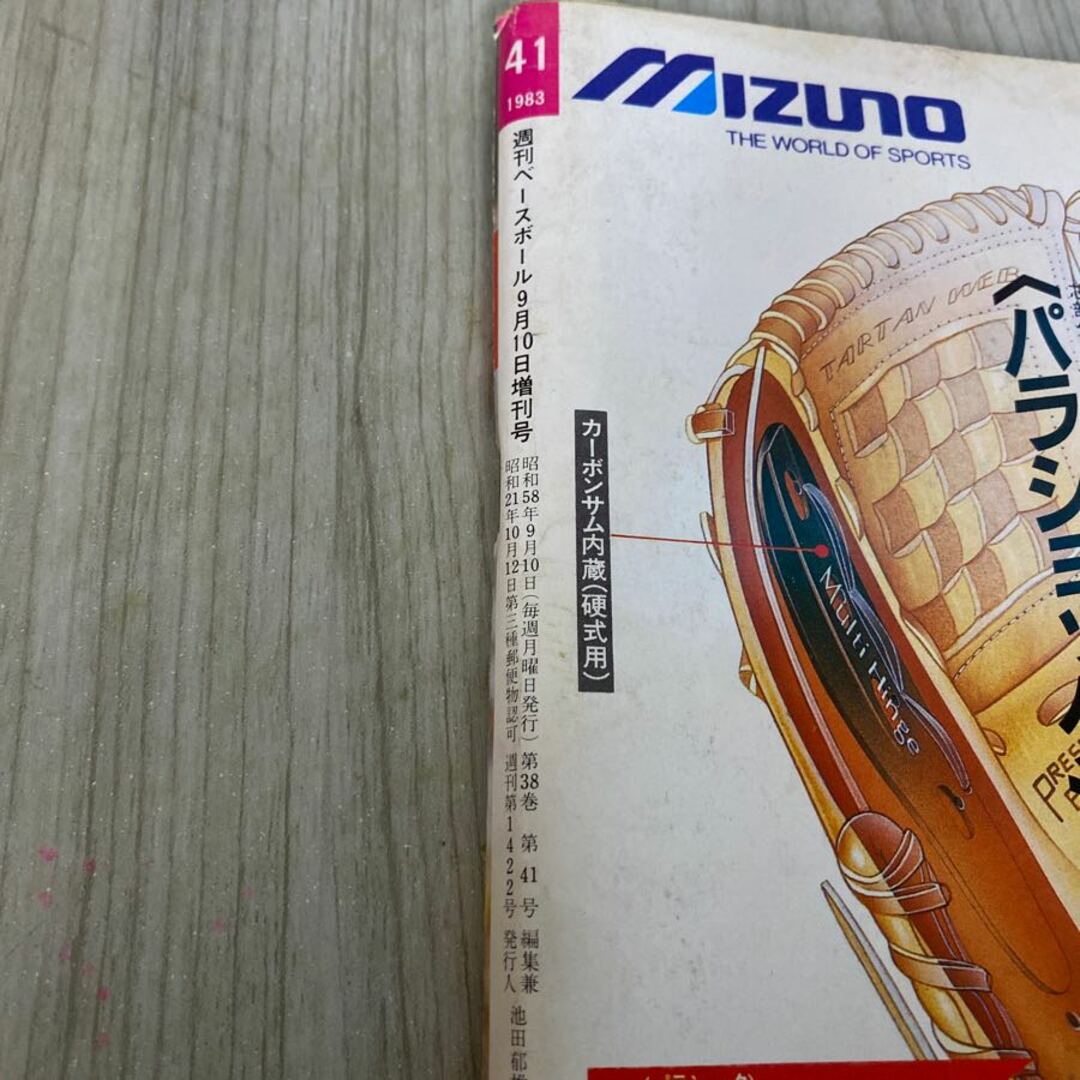 41
1983
週刊ベースボール9月10日増刊号
昭和58年9月10日(毎週月曜日発行) 第38巻 第41号 編集兼
昭和21年10月12日第三種郵便物認可 週刊第1422号 発行人
池田郁
MIZUNO
THE WORLD OF SPORTS
TARTAN WEB
カーボンサム内蔵(硬式用)
Multi Hinge
〈パラショ